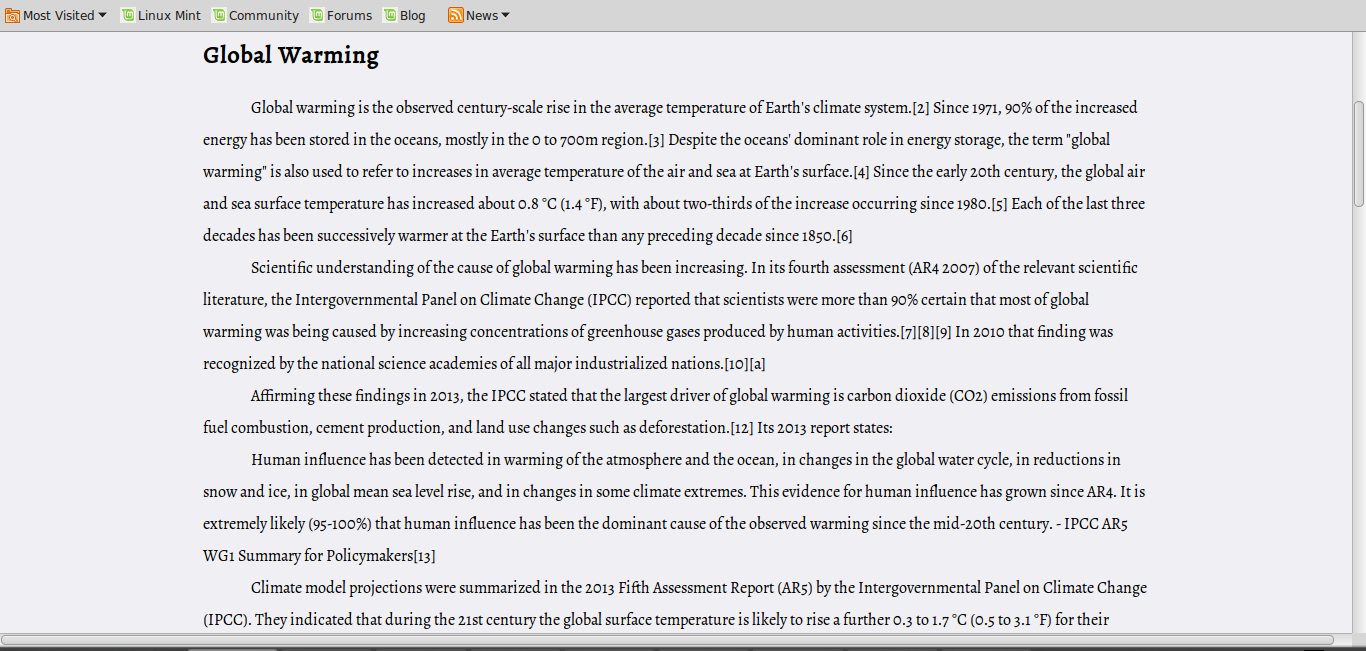 Most Visited Linux Mint Community Forums Blog News
Global Warming
Global warming is the observed century-scale rise in the average temperature of Earth's climate system.[2] Since 1971, 90% of the increased
energy has been stored in the oceans, mostly in the 0 to 700m region.[3] Despite the oceans' dominant role in energy storage, the term "global
warming" is also used to refer to increases in average temperature of the air and sea at Earth's surface.[4] Since the early 20th century, the global air
and sea surface temperature has increased about 0.8 °C (1.4 °F), with about two-thirds of the increase occurring since 1980.[5] Each of the last three
decades has been successively warmer at the Earth's surface than any preceding decade since 1850.[6]
Scientific understanding of the cause of global warming has been increasing. In its fourth assessment (AR4 2007) of the relevant scientific
literature, the Intergovernmental Panel on Climate Change (IPCC) reported that scientists were more than 90% certain that most of global
warming was being caused by increasing concentrations of greenhouse gases produced by human activities.[7][8][9] In 2010 that finding was
recognized by the national science academies of all major industrialized nations.[10][a]
Affirming these findings in 2013, the IPCC stated that the largest driver of global warming is carbon dioxide (CO2) emissions from fossil
fuel combustion, cement production, and land use changes such as deforestation.[12] Its 2013 report states:
Human influence has been detected in warming of the atmosphere and the ocean, in changes in the global water cycle, in reductions in
snow and ice, in global mean sea level rise, and in changes in some climate extremes. This evidence for human influence has grown since AR4. It is
extremely likely (95-100%) that human influence has been the dominant cause of the observed warming since the mid-20th century. - IPCC AR5
WG1 Summary for Policymakers[13]
Climate model projections were summarized in the 2013 Fifth Assessment Report (AR5) by the Intergovernmental Panel on Climate Change
(IPCC). They indicated that during the 21st century the global surface temperature is likely to rise a further 0.3 to 1.7 °C (0.5 to 3.1 °F) for their